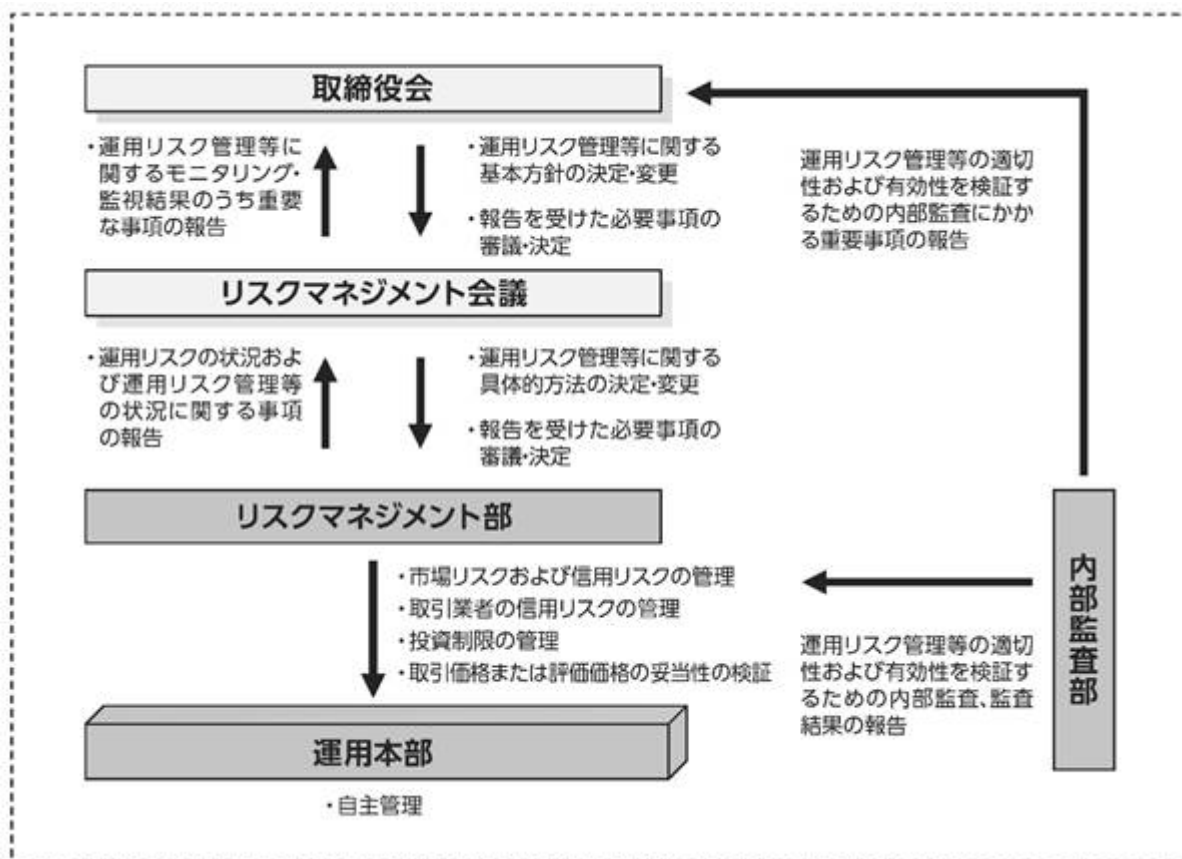 取締役会
・運用リスク管理等に
関するモニタリング・
監視結果のうち重要
な事項の報告
・運用リスク管理等に関する
基本方針の決定・変更
・報告を受けた必要事項の
審議・決定
運用リスク管理等の適切
性および有効性を検証す
るための内部監査にかか
る重要事項の報告
リスクマネジメント会議
・運用リスクの状況およ
び運用リスク管理等
の状況に関する事項
の報告
・運用リスク管理等に関する
具体的方法の決定・変更
・報告を受けた必要事項の
審議・決定
リスクマネジメント部
・市場リスクおよび信用リスクの管理
・取引業者の信用リスクの管理
・投資制限の管理
・取引価格または評価価格の妥当性の検証
内部監査部
運用リスク管理等の適切
性および有効性を検証す
るための内部監査、監査
結果の報告
運用本部
・自主管理